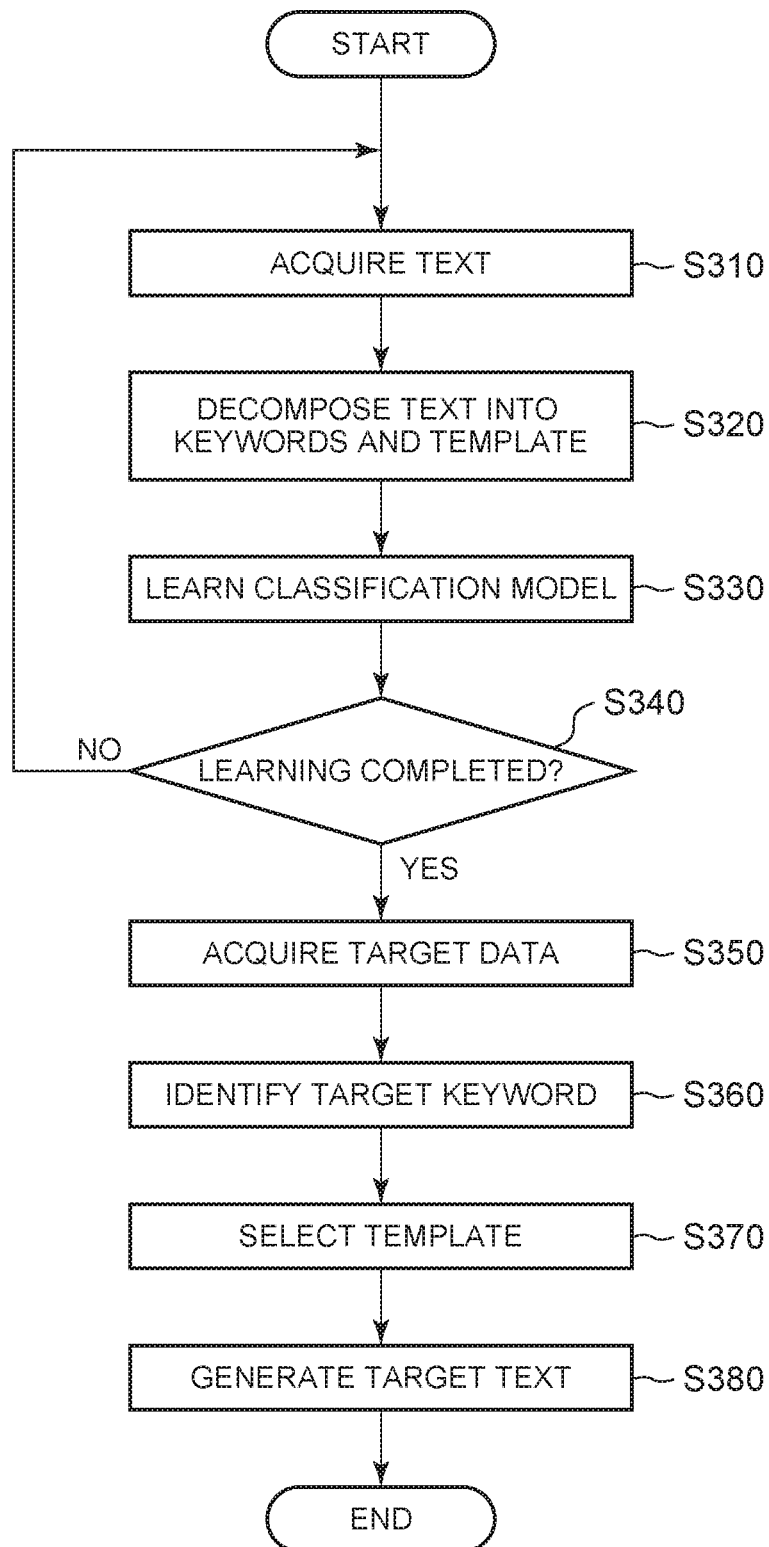 START
ACQUIRE TEXT
S310
DECOMPOSE TEXT INTO
KEYWORDS AND TEMPLATE
S320
LEARN CLASSIFICATION MODEL
S330
S340
NO
LEARNING COMPLETED?
YES
ACQUIRE TARGET DATA
S350
IDENTIFY TARGET KEYWORD
S360
SELECT TEMPLATE
S370
GENERATE TARGET TEXT
S380
END